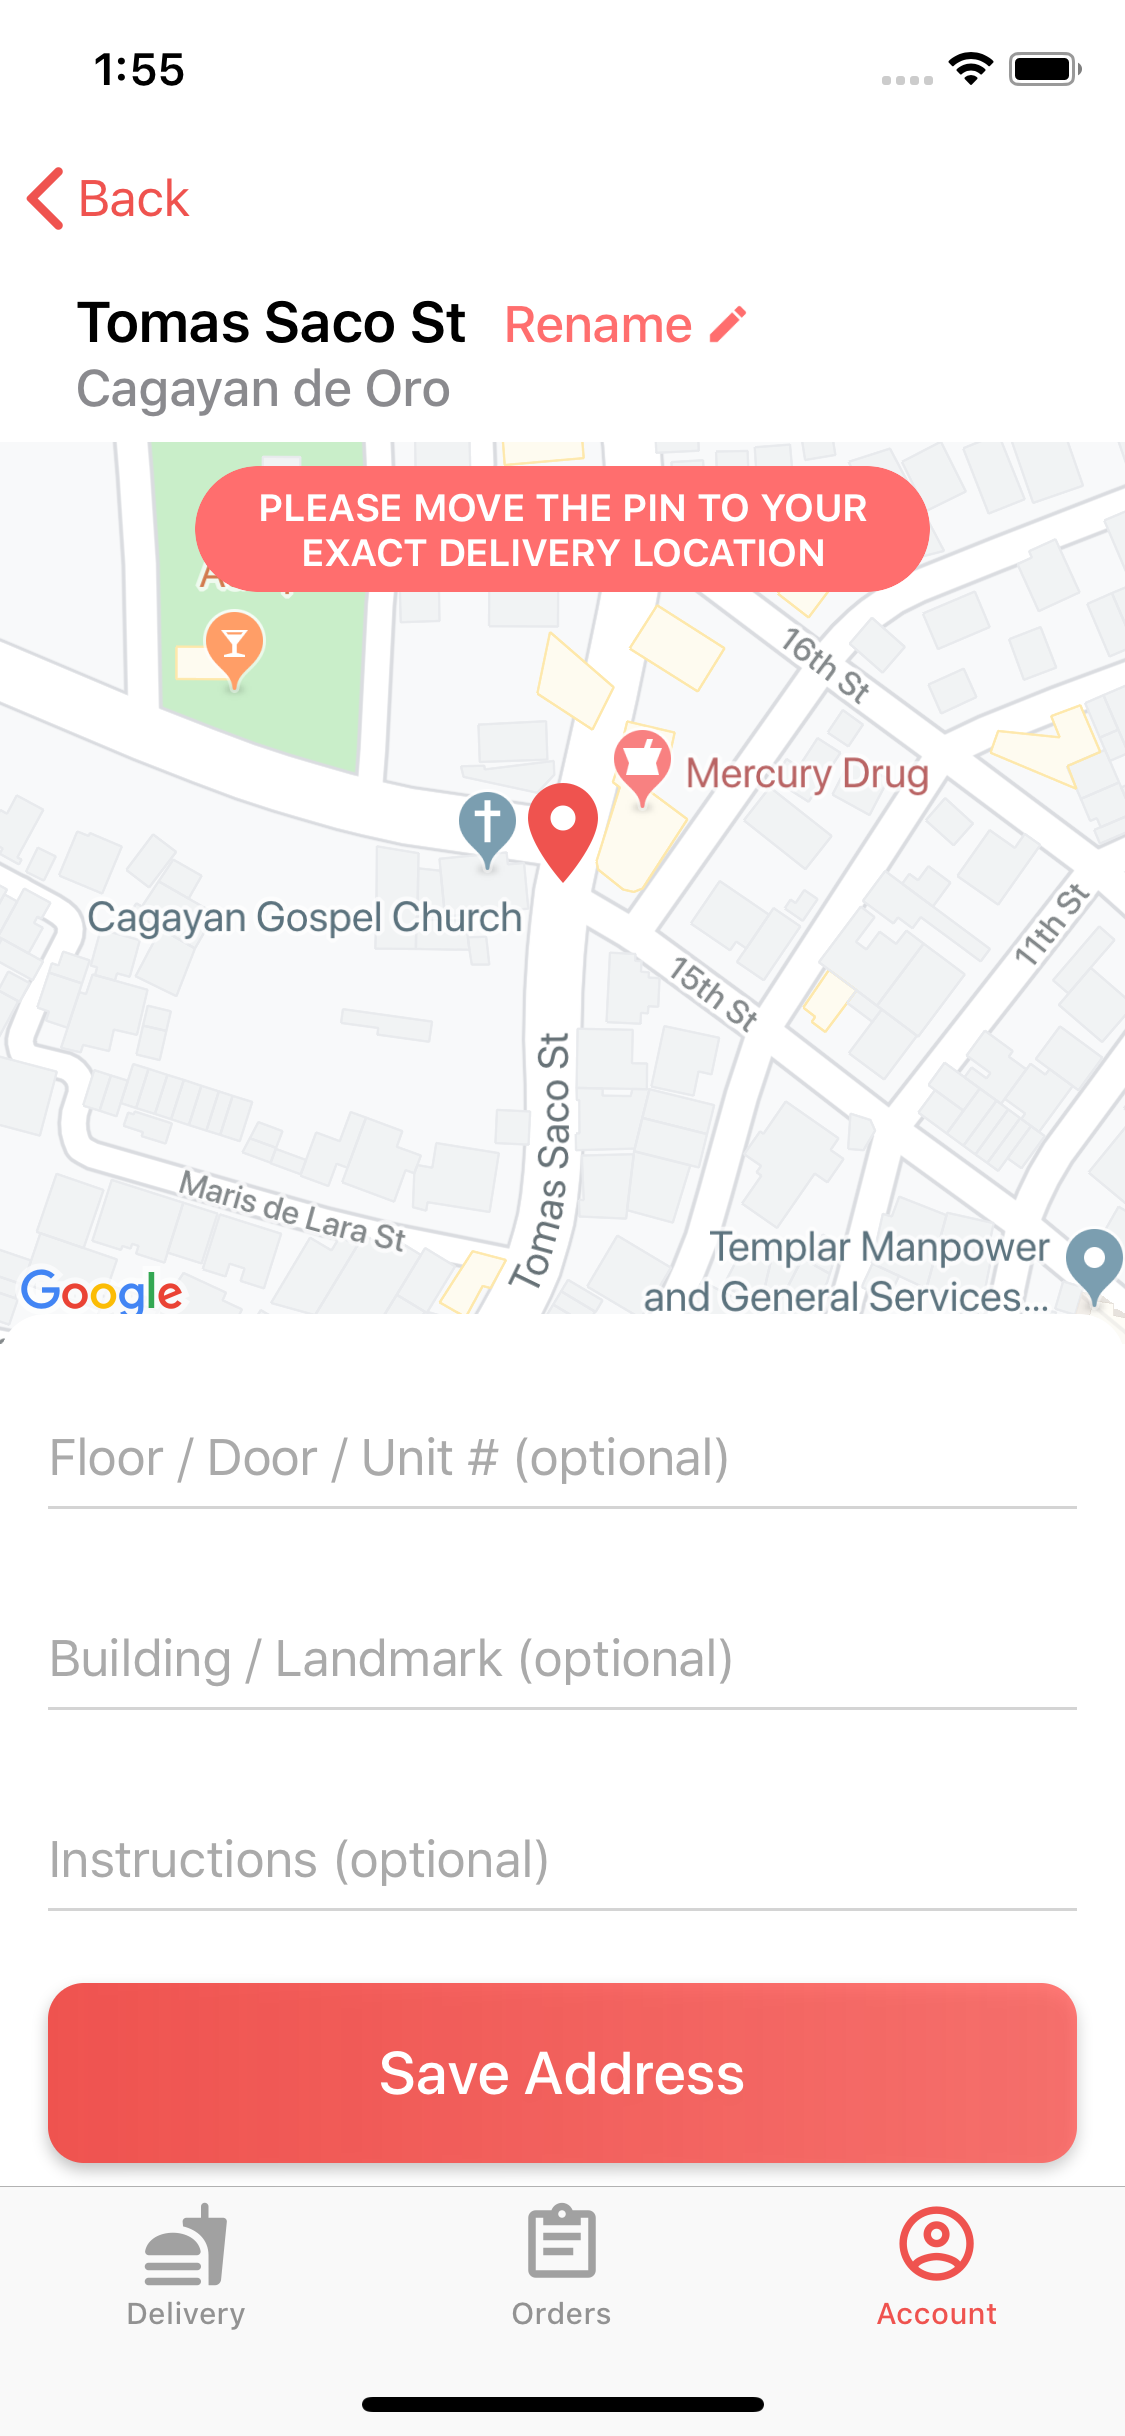 1:55
Back
Tomas Saco St Rename
Cagayan de Oro
PLEASE MOVE THE PIN TO YOUR
EXACT DELIVERY LOCATION
16th St
Mercury Drug
Cagayan Gospel Church
11th St
15th St
Tomas Saco St
Maris de Lara St
Templar Manpower
and General Services...
Google
Floor / Door / Unit # (optional)
Building / Landmark (optional)
Instructions (optional)
Save Address
Delivery
Orders
Account